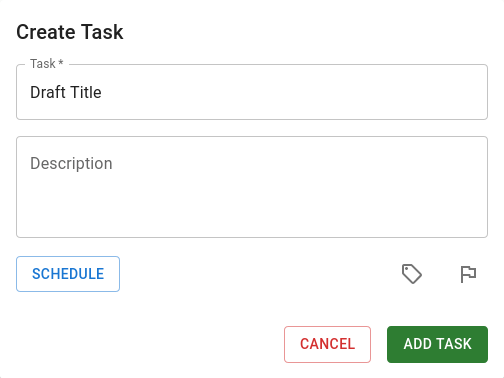 Create Task
Task *
Draft Title
Description
SCHEDULE
CANCEL
ADD TASK